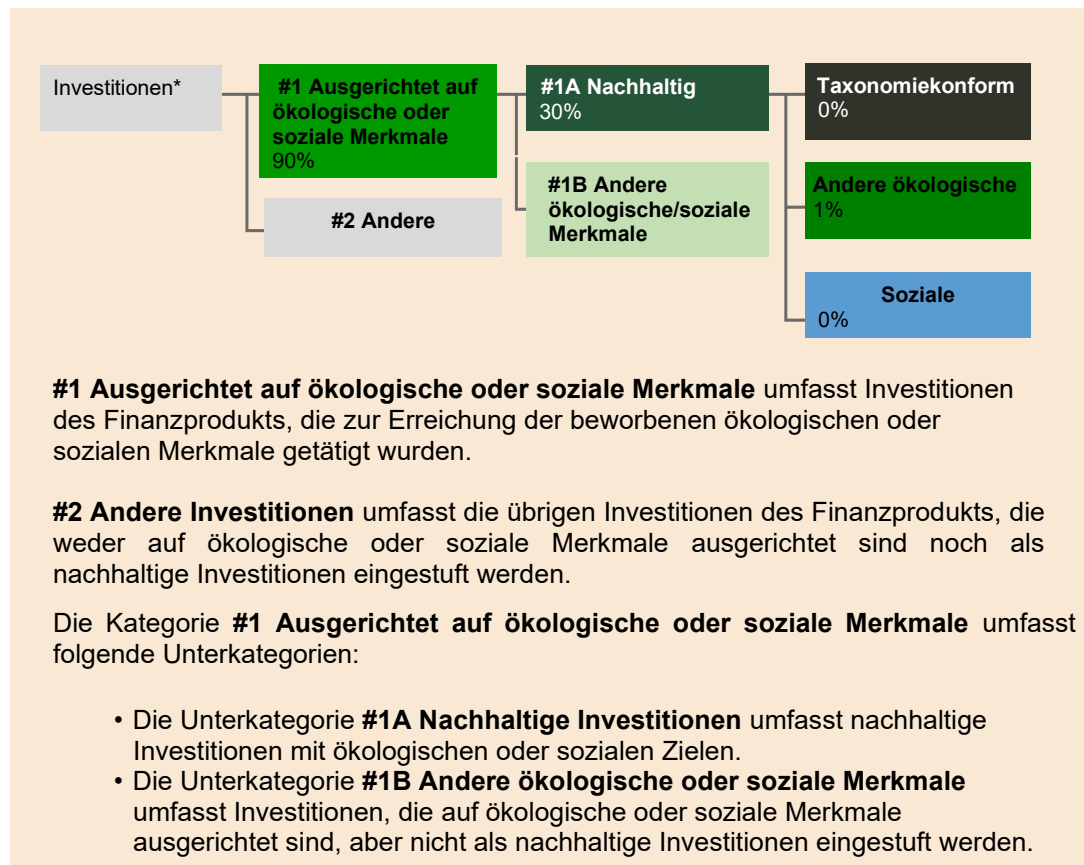 Investitionen*
#1 Ausgerichtet auf
ökologische oder
soziale Merkmale
90%
#2 Andere
#1A Nachhaltig
30%
#1B Andere
ökologische/soziale
Merkmale
Taxonomiekonform
0%
Andere ökologische
1%
Soziale
0%
#1 Ausgerichtet auf ökologische oder soziale Merkmale umfasst Investitionen
des Finanzprodukts, die zur Erreichung der beworbenen ökologischen oder
sozialen Merkmale getätigt wurden.
#2 Andere Investitionen umfasst die übrigen Investitionen des Finanzprodukts, die
weder auf ökologische oder soziale Merkmale ausgerichtet sind noch als
nachhaltige Investitionen eingestuft werden.
Die Kategorie #1 Ausgerichtet auf ökologische oder soziale Merkmale umfasst
folgende Unterkategorien:
• Die Unterkategorie #1A Nachhaltige Investitionen umfasst nachhaltige
Investitionen mit ökologischen oder sozialen Zielen.
• Die Unterkategorie #1B Andere ökologische oder soziale Merkmale
umfasst Investitionen, die auf ökologische oder soziale Merkmale
ausgerichtet sind, aber nicht als nachhaltige Investitionen eingestuft werden.